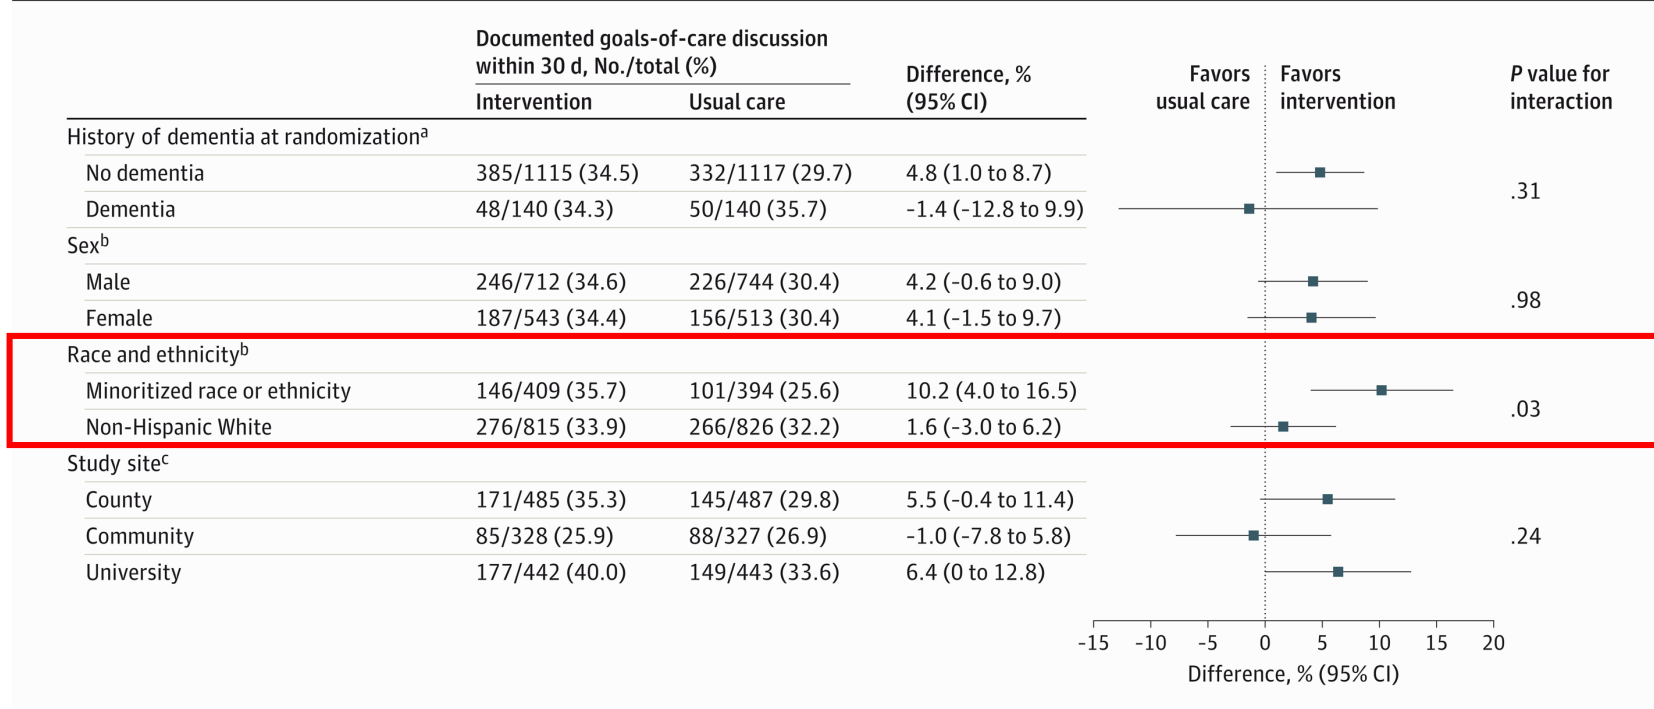 Documented goals-of-care discussion
within 30 d, No./total (%)
Intervention Usual care
Difference, %
(95% CI)
Favors
usual care
Favors
intervention
P value for
interaction
History of dementia at randomizationa
No dementia 385/1115 (34.5) 332/1117 (29.7) 4.8 (1.0 to 8.7)
Dementia 48/140 (34.3) 50/140 (35.7) -1.4 (-12.8 to 9.9)
.31
Sexb
Male 246/712 (34.6) 226/744 (30.4) 4.2 (-0.6 to 9.0)
Female 187/543 (34.4) 156/513 (30.4) 4.1 (-1.5 to 9.7)
.98
Race and ethnicityb
Minoritized race or ethnicity 146/409 (35.7) 101/394 (25.6) 10.2 (4.0 to 16.5)
Non-Hispanic White 276/815 (33.9) 266/826 (32.2) 1.6 (-3.0 to 6.2)
.03
Study sitec
County 171/485 (35.3) 145/487 (29.8) 5.5 (-0.4 to 11.4)
Community 85/328 (25.9) 88/327 (26.9) -1.0 (-7.8 to 5.8) .24
University 177/442 (40.0) 149/443 (33.6) 6.4 (0 to 12.8)
-15 -10 -5 0 5 10 15 20
Difference, % (95% CI)